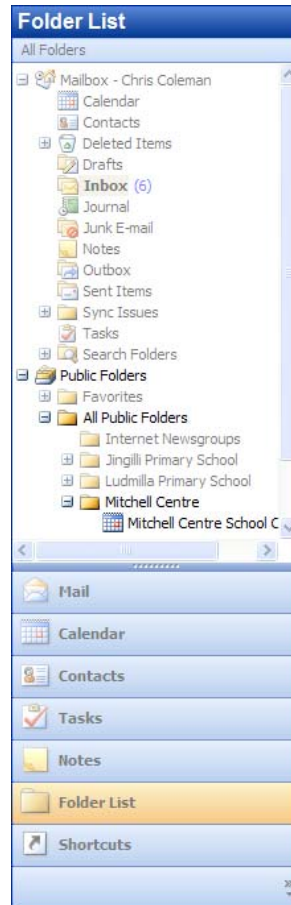 Folder List
All Folders
Mailbox - Chris Coleman
Calendar
Contacts
Deleted Items
Drafts
Inbox (6)
Journal
Junk E-mail
Notes
Outbox
Sent Items
Sync Issues
Tasks
Search Folders
Public Folders
Favorites
All Public Folders
Internet Newsgroups
Jingili Primary School
Ludmilla Primary School
Mitchell Centre
Mitchell Centre School C
Mail
Calendar
Contacts
Tasks
Notes
Folder List
Shortcuts